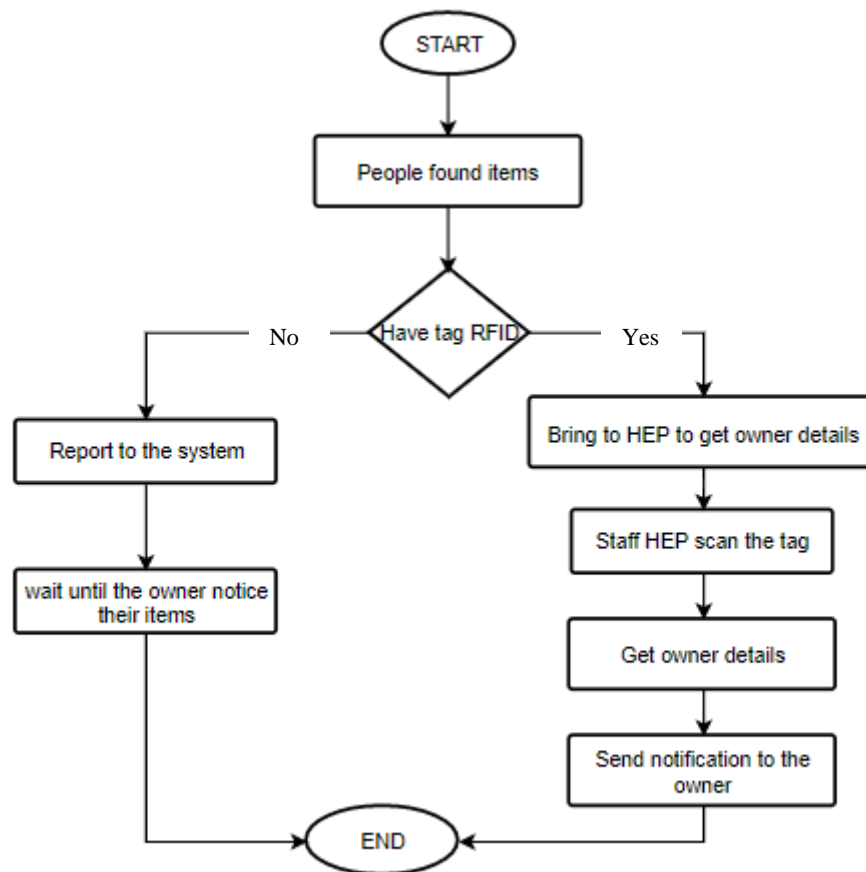 START
People found items
Have tag RFID
No
Yes
Report to the system
wait until the owner notice
their items
Bring to HEP to get owner details
Staff HEP scan the tag
Get owner details
Send notification to the
owner
END